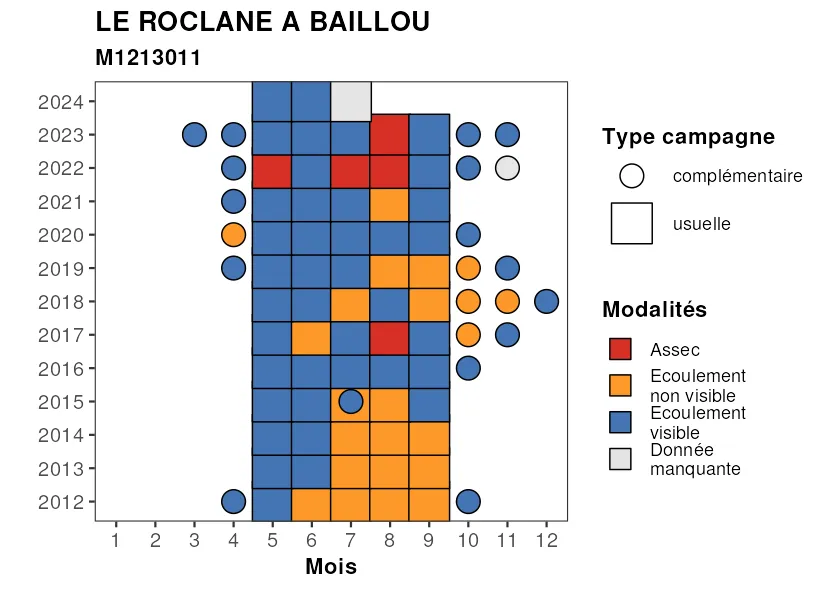 LE ROCLANE A BAILLOU
M1213011
2024
2023
2022
2021
2020
2019
2018
2017
2016
2015
2014
2013
2012
1 2 3 4 5 6 7 8 9 10 11 12
Mois
Type campagne
complémentaire
usuelle
Modalités
Assec
Ecoulement
non visible
Ecoulement
visible
Donnée
manquante